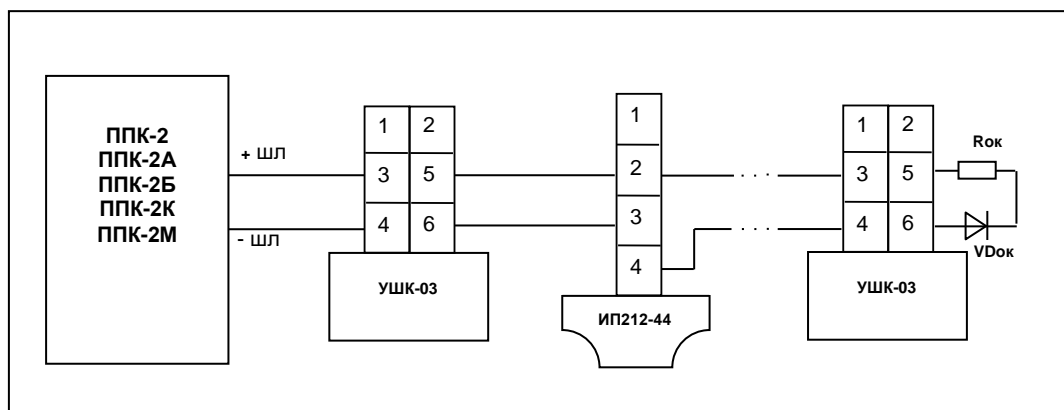 ППК-2
ППК-2А
ППК-2Б
ППК-2К
ППК-2М
+ ШЛ
- ШЛ
1 2
3 5
4 6
УШК-03
1
2
3
4
ИП212-44
. . .
. . .
1 2
3 5
4 6
УШК-03
Rок
VDок